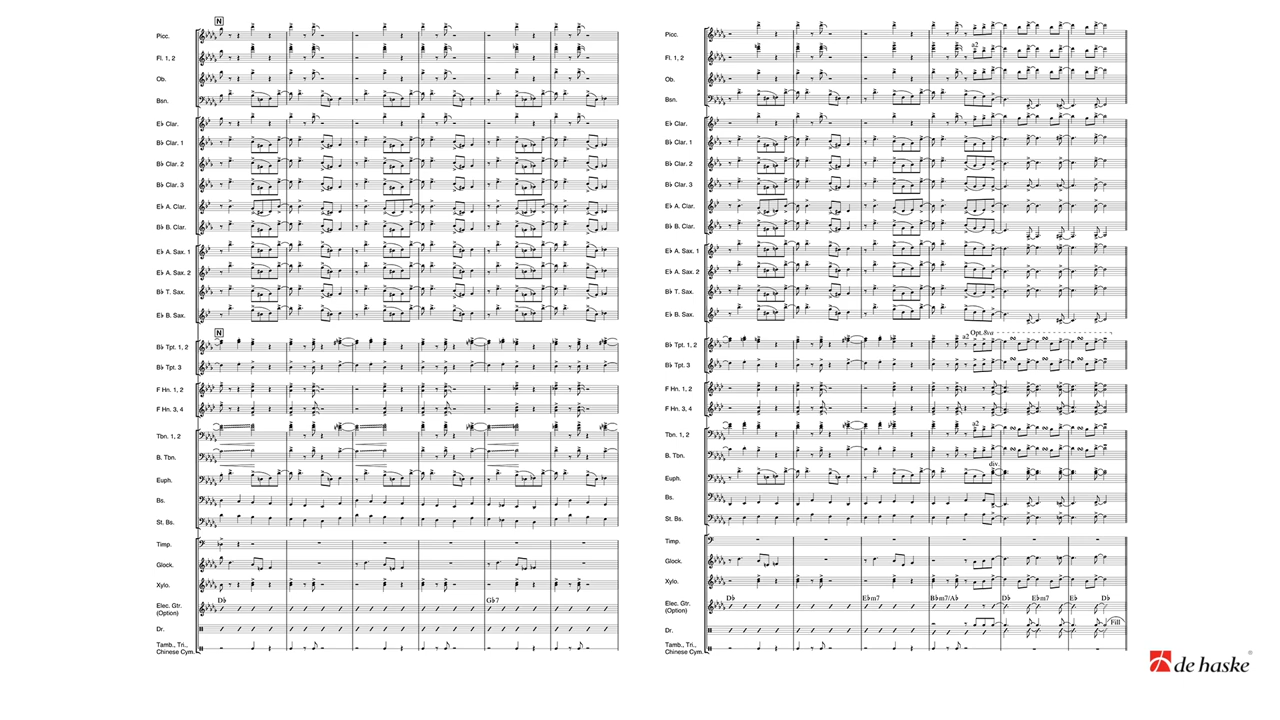 N
Picc.
Fl. 1, 2
Ob.
Bsn.
E♭ Clar.
B♭ Clar. 1
B♭ Clar. 2
B♭ Clar. 3
E♭ A. Clar.
B♭ B. Clar.
E♭ A. Sax. 1
E♭ A. Sax. 2
B♭ T. Sax.
E♭ B. Sax.
N
B♭ Tpt. 1, 2
B♭ Tpt. 3
F Hn. 1, 2
F Hn. 3, 4
Tbn. 1, 2
B. Tbn.
Euph.
Bs.
St. Bs.
Timp.
Glock.
Xylo.
D♭ G♭7
Elec. Gtr.
(Option)
Dr.
Tamb., Tri.,
Chinese Cym.
Picc.
a2
Fl. 1, 2
Ob.
Bsn.
E♭ Clar.
B♭ Clar. 1
B♭ Clar. 2
B♭ Clar. 3
E♭ A. Clar.
B♭ B. Clar.
E♭ A. Sax. 1
E♭ A. Sax. 2
B♭ T. Sax.
E♭ B. Sax.
a2 Opt. 8va
B♭ Tpt. 1, 2
B♭ Tpt. 3
F Hn. 1, 2
F Hn. 3, 4
a2
Tbn. 1, 2
B. Tbn.
div.
Euph.
Bs.
St. Bs.
Timp.
Glock.
Xylo.
D♭ E♭m7 B♭m7/A♭ D♭ E♭m7 E♭ D♭
Elec. Gtr.
(Option)
Fill
Dr.
Tamb., Tri.,
Chinese Cym.
de haske®